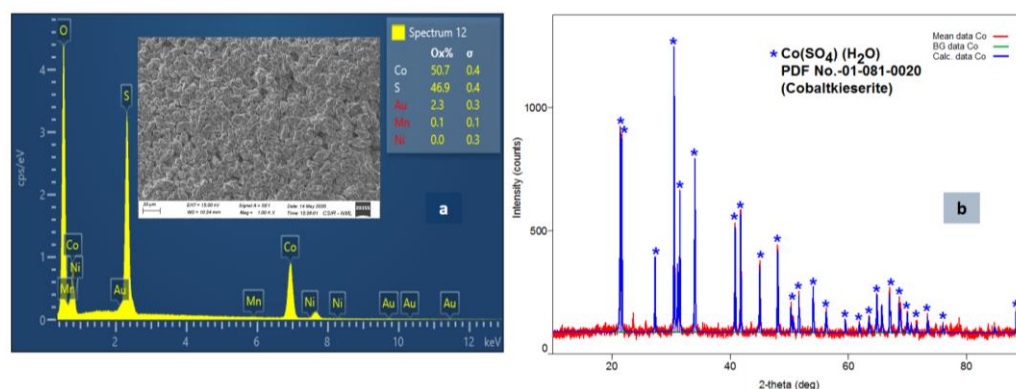 Spectrum 12
Ox% σ
Co 50.7 0.4
S 46.9 0.4
Au 2.3 0.3
Mn 0.1 0.1
Ni 0.0 0.3
O
S
Co
Ni
Mn
Au
Mn
Co
Ni
Ni
Au
Au
Au
cps/eV
4
3
2
1
0
2
4
6
8
10
12
keV
a
Co(SO4) (H2O)
PDF No.-01-081-0020
(Cobaltkieserite)
Mean data Co
BG data Co
Calc. data Co
Intensity (counts)
1000
500
0
20
40
60
80
2-theta (deg)
b